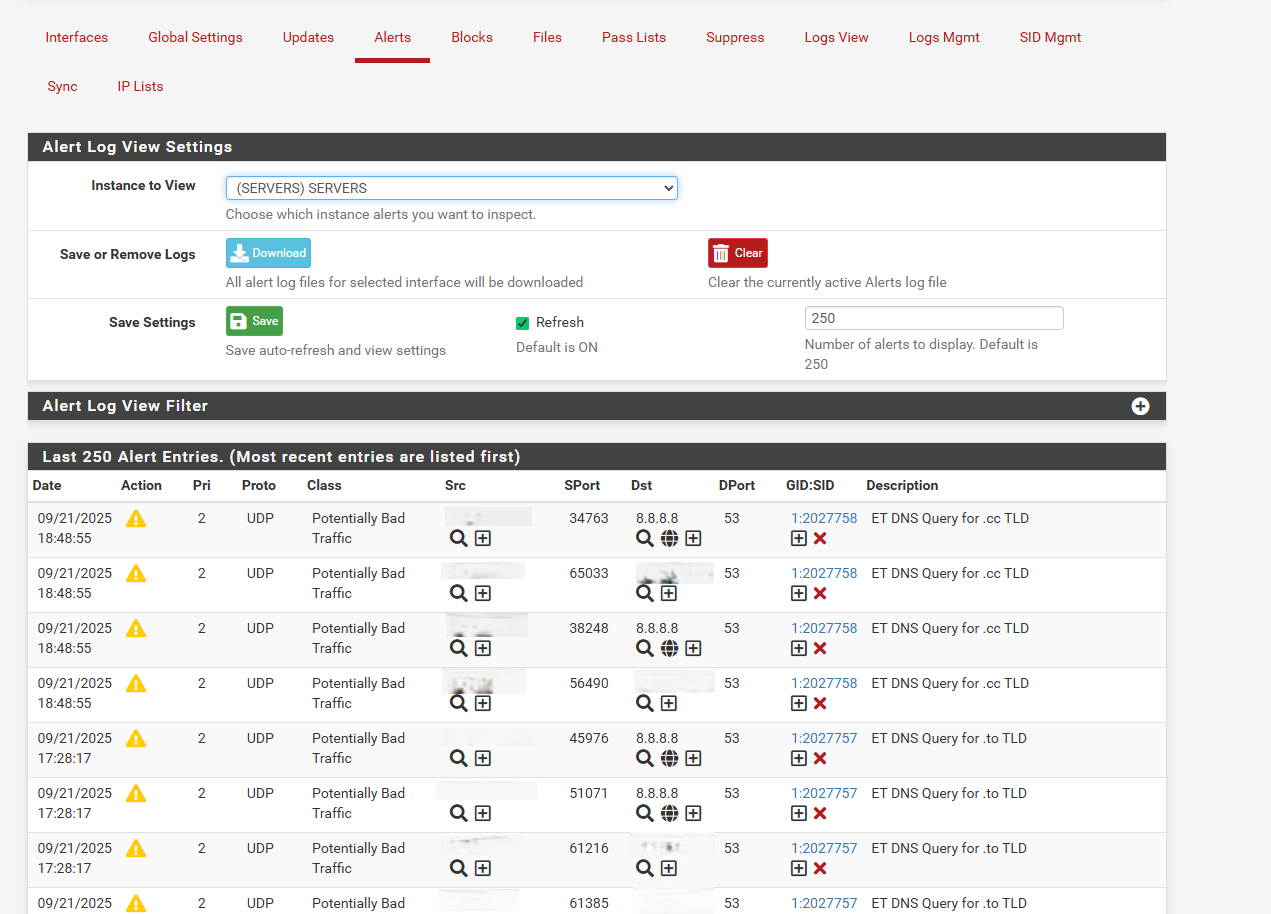 Interfaces Global Settings Updates Alerts Blocks Files Pass Lists Suppress Logs View Logs Mgmt SID Mgmt
Sync IP Lists
Alert Log View Settings
Instance to View (SERVERS) SERVERS
Choose which instance alerts you want to inspect.
Save or Remove Logs Download Clear
All alert log files for selected interface will be downloaded Clear the currently active Alerts log file
Save Settings Save Refresh 250
Save auto-refresh and view settings Default is ON Number of alerts to display. Default is
250
Alert Log View Filter
Last 250 Alert Entries. (Most recent entries are listed first)
Date Action Pri Proto Class Src SPort Dst DPort GID:SID Description
09/21/2025 2 UDP Potentially Bad 34763 8.8.8.8 53 1:2027758 ET DNS Query for .cc TLD
18:48:55 Traffic
09/21/2025 2 UDP Potentially Bad 65033 53 1:2027758 ET DNS Query for .cc TLD
18:48:55 Traffic
09/21/2025 2 UDP Potentially Bad 38248 8.8.8.8 53 1:2027758 ET DNS Query for .cc TLD
18:48:55 Traffic
09/21/2025 2 UDP Potentially Bad 56490 53 1:2027758 ET DNS Query for .cc TLD
18:48:55 Traffic
09/21/2025 2 UDP Potentially Bad 45976 8.8.8.8 53 1:2027757 ET DNS Query for .to TLD
17:28:17 Traffic
09/21/2025 2 UDP Potentially Bad 51071 8.8.8.8 53 1:2027757 ET DNS Query for .to TLD
17:28:17 Traffic
09/21/2025 2 UDP Potentially Bad 61216 53 1:2027757 ET DNS Query for .to TLD
17:28:17 Traffic
09/21/2025 2 UDP Potentially Bad 61385 53 1:2027757 ET DNS Query for .to TLD